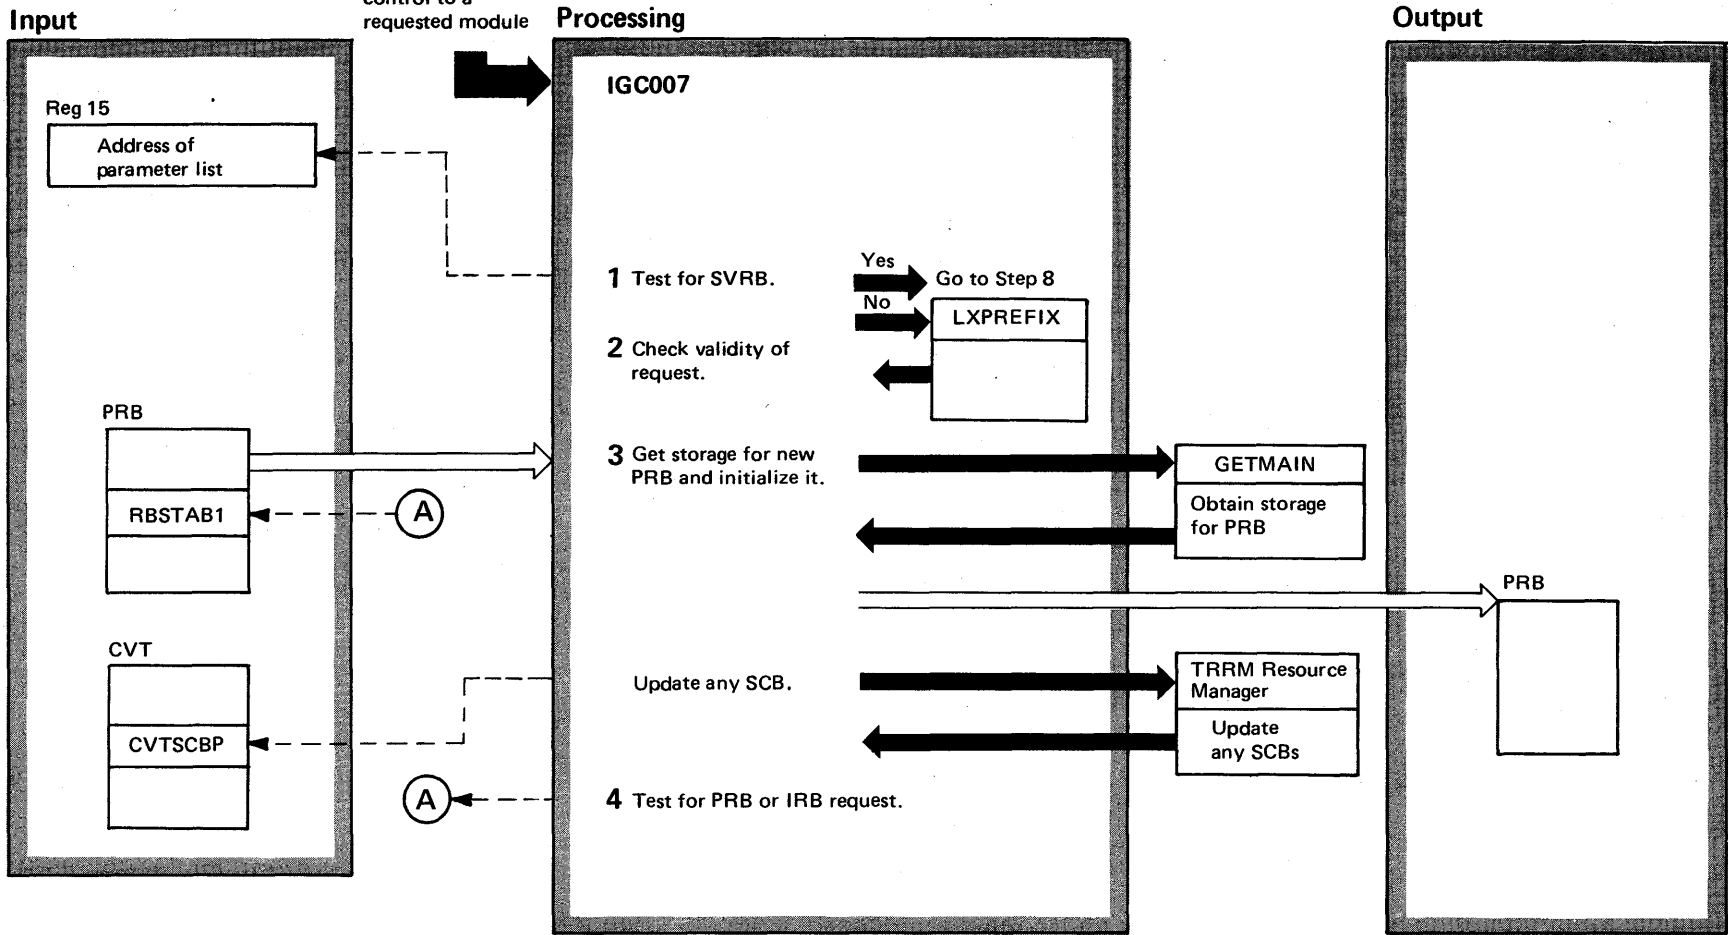 control to a
requested module
Input
Processing
Output
IGC007
Reg 15
Address of
parameter list
1 Test for SVRB.
Yes
Go to Step 8
No
LXPREFIX
2 Check validity of
request.
PRB
RBSTAB1
A
3 Get storage for new
PRB and initialize it.
GETMAIN
Obtain storage
for PRB
PRB
CVT
CVTSCBP
Update any SCB.
TRRM Resource
Manager
Update
any SCBs
A
4 Test for PRB or IRB request.